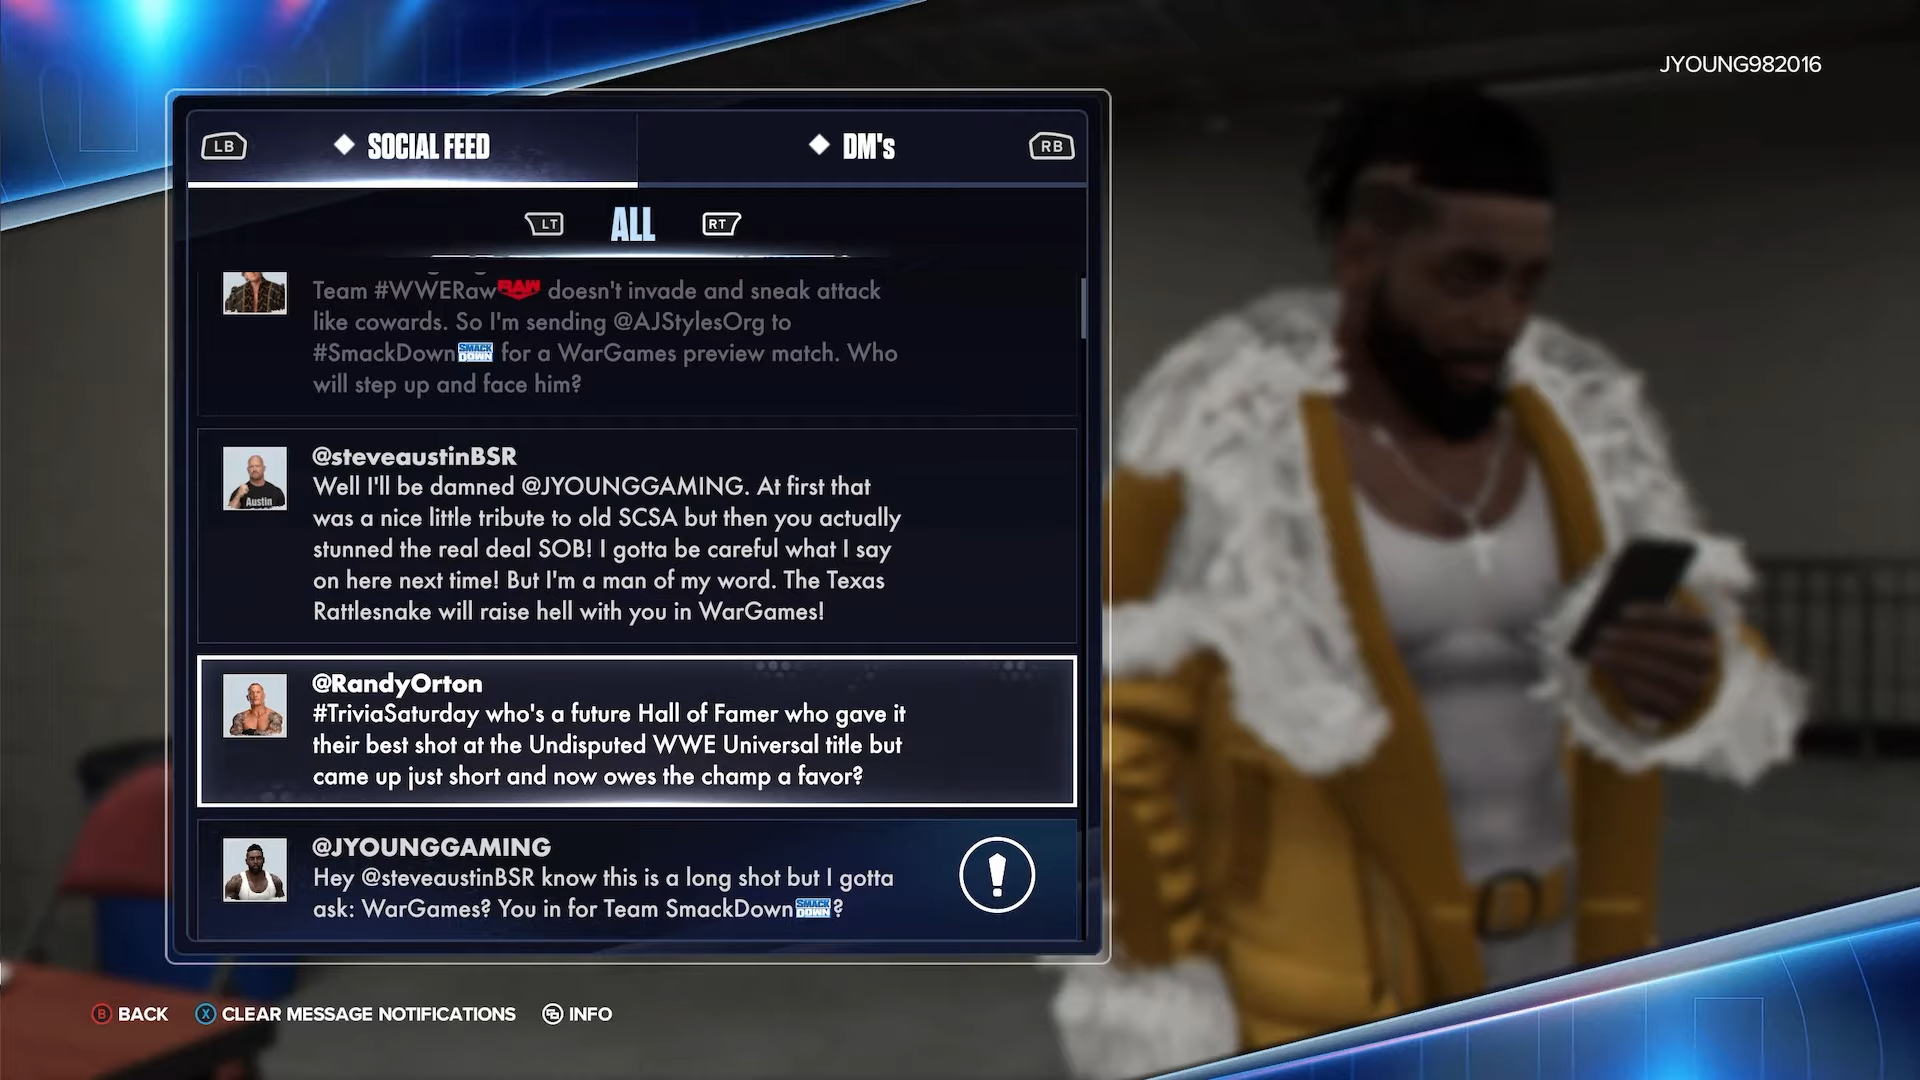 JYOUNG982016
LB SOCIAL FEED DM's RB
LT ALL RT
Team #WWERaw RAW doesn't invade and sneak attack
like cowards. So I'm sending @AJStylesOrg to
#SmackDown SMACK DOWN for a WarGames preview match. Who
will step up and face him?
Austin
@steveaustinBSR
Well I'll be damned @JYOUNGGAMING. At first that
was a nice little tribute to old SCSA but then you actually
stunned the real deal SOB! I gotta be careful what I say
on here next time! But I'm a man of my word. The Texas
Rattlesnake will raise hell with you in WarGames!
@RandyOrton
#TriviaSaturday who's a future Hall of Famer who gave it
their best shot at the Undisputed WWE Universal title but
came up just short and now owes the champ a favor?
@JYOUNGGAMING
Hey @steveaustinBSR know this is a long shot but I gotta
ask: WarGames? You in for Team SmackDown SMACK DOWN ?
B BACK X CLEAR MESSAGE NOTIFICATIONS INFO